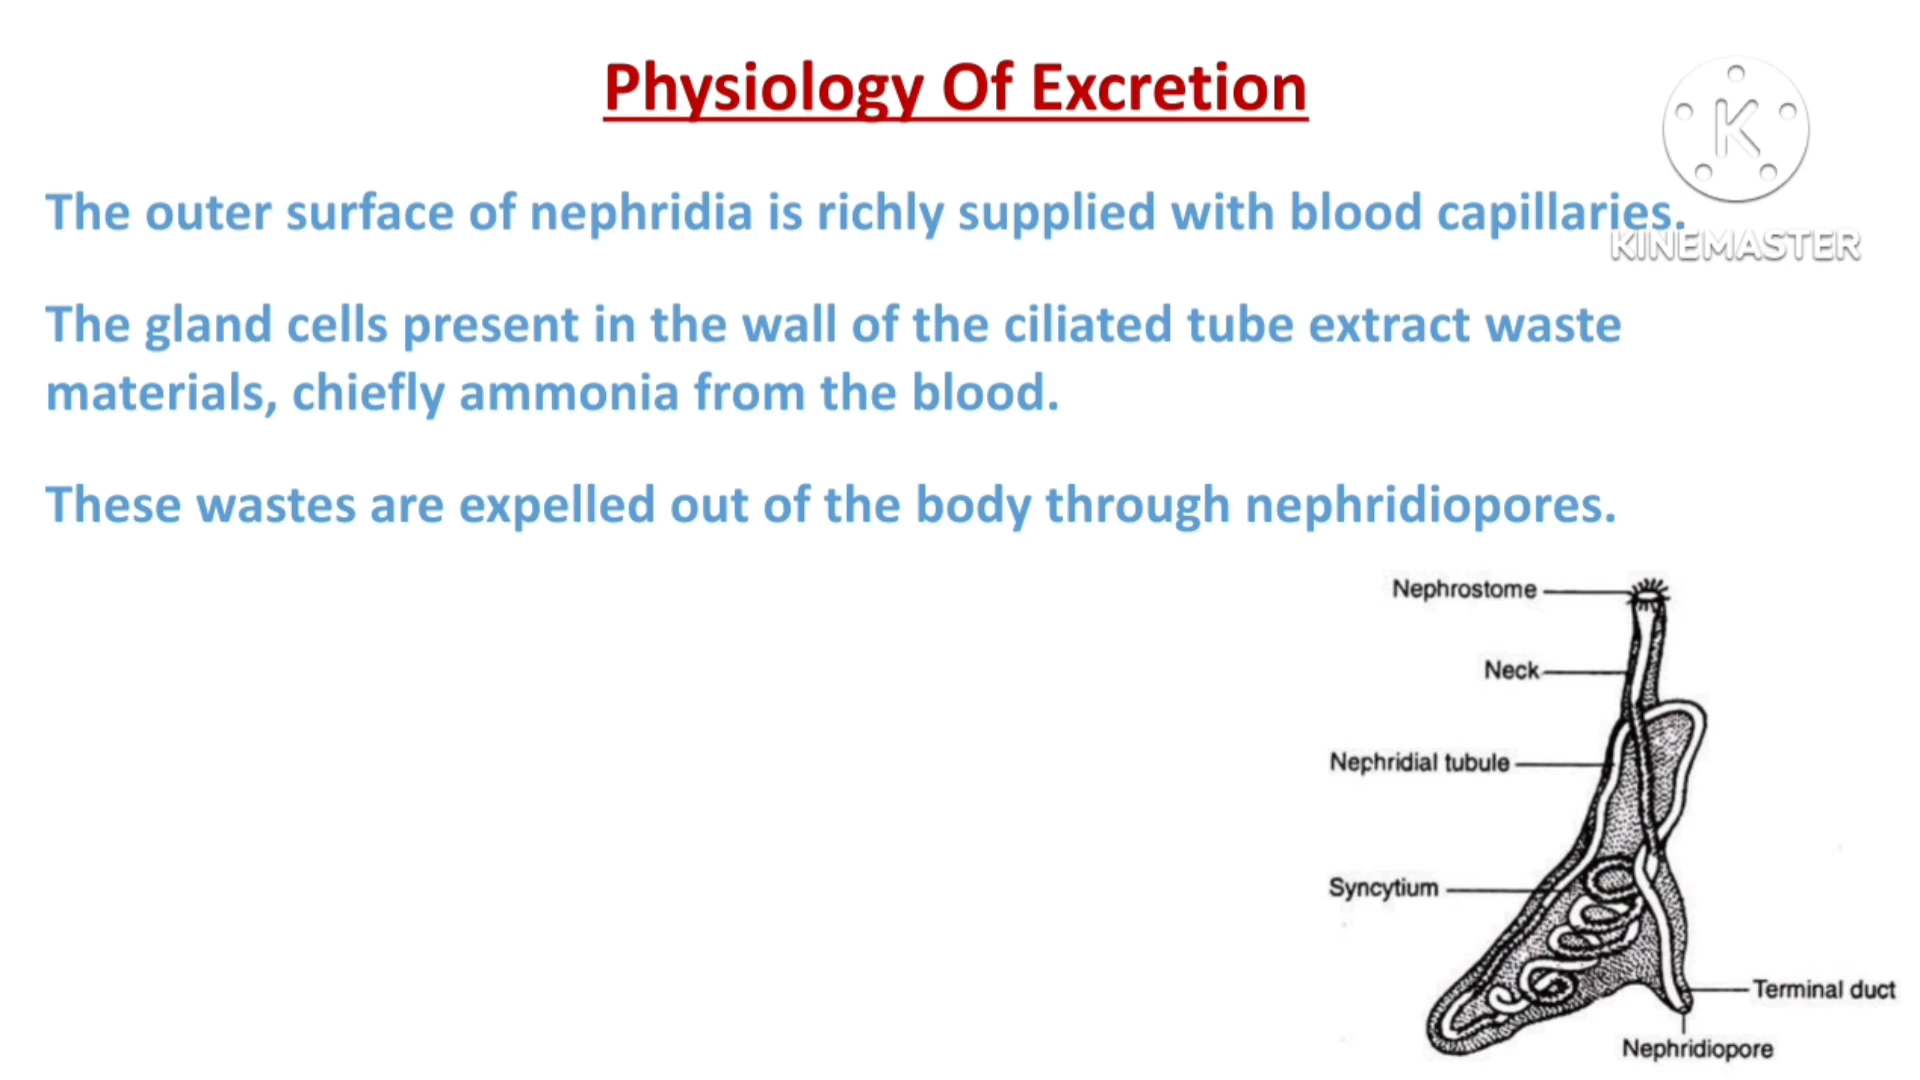 Physiology Of Excretion
K
KINEMASTER
The outer surface of nephridia is richly supplied with blood capillaries.
The gland cells present in the wall of the ciliated tube extract waste
materials, chiefly ammonia from the blood.
These wastes are expelled out of the body through nephridiopores.
Nephrostome
Neck
Nephridial tubule
Syncytium
Terminal duct
Nephridiopore